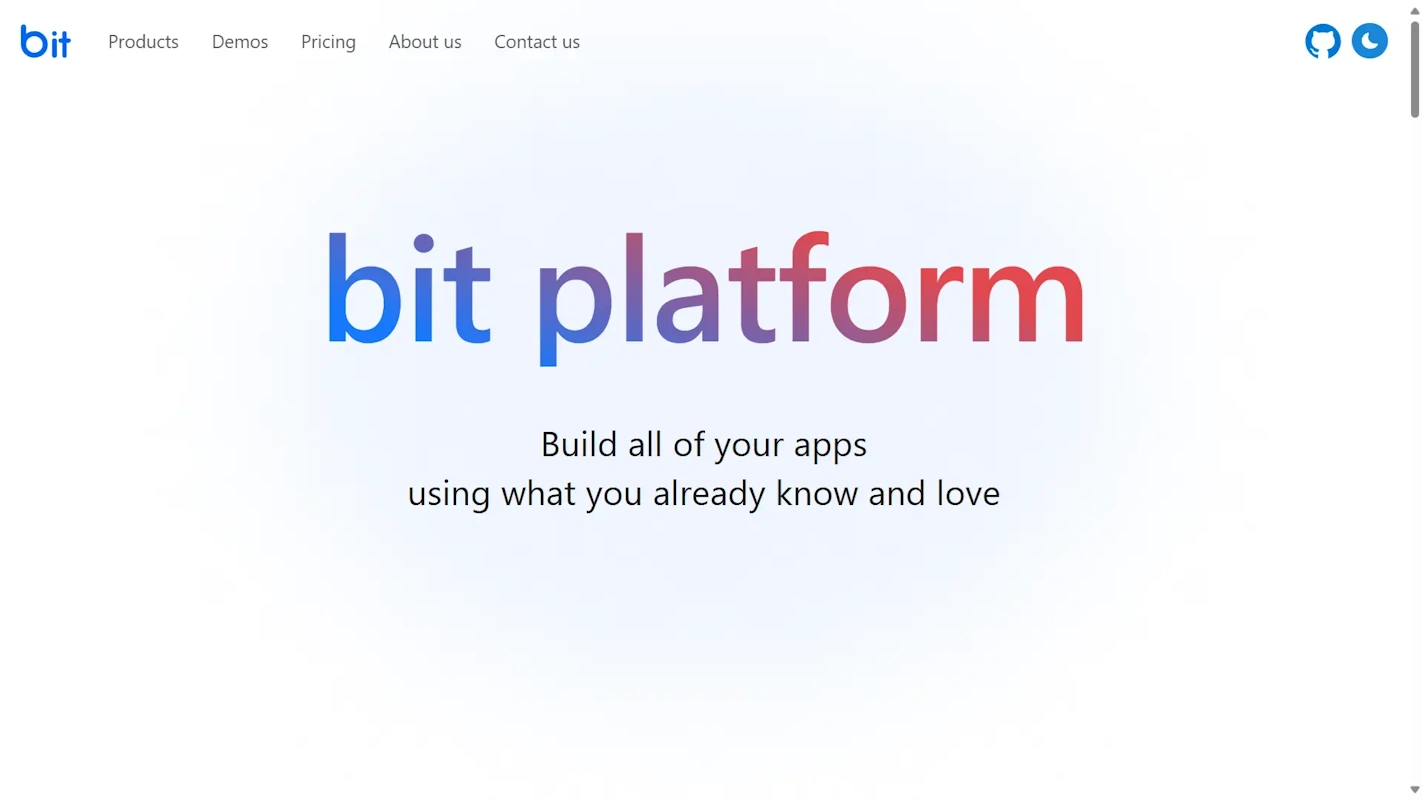 bit
Products
Demos
Pricing
About us
Contact us
bit platform
Build all of your apps
using what you already know and love